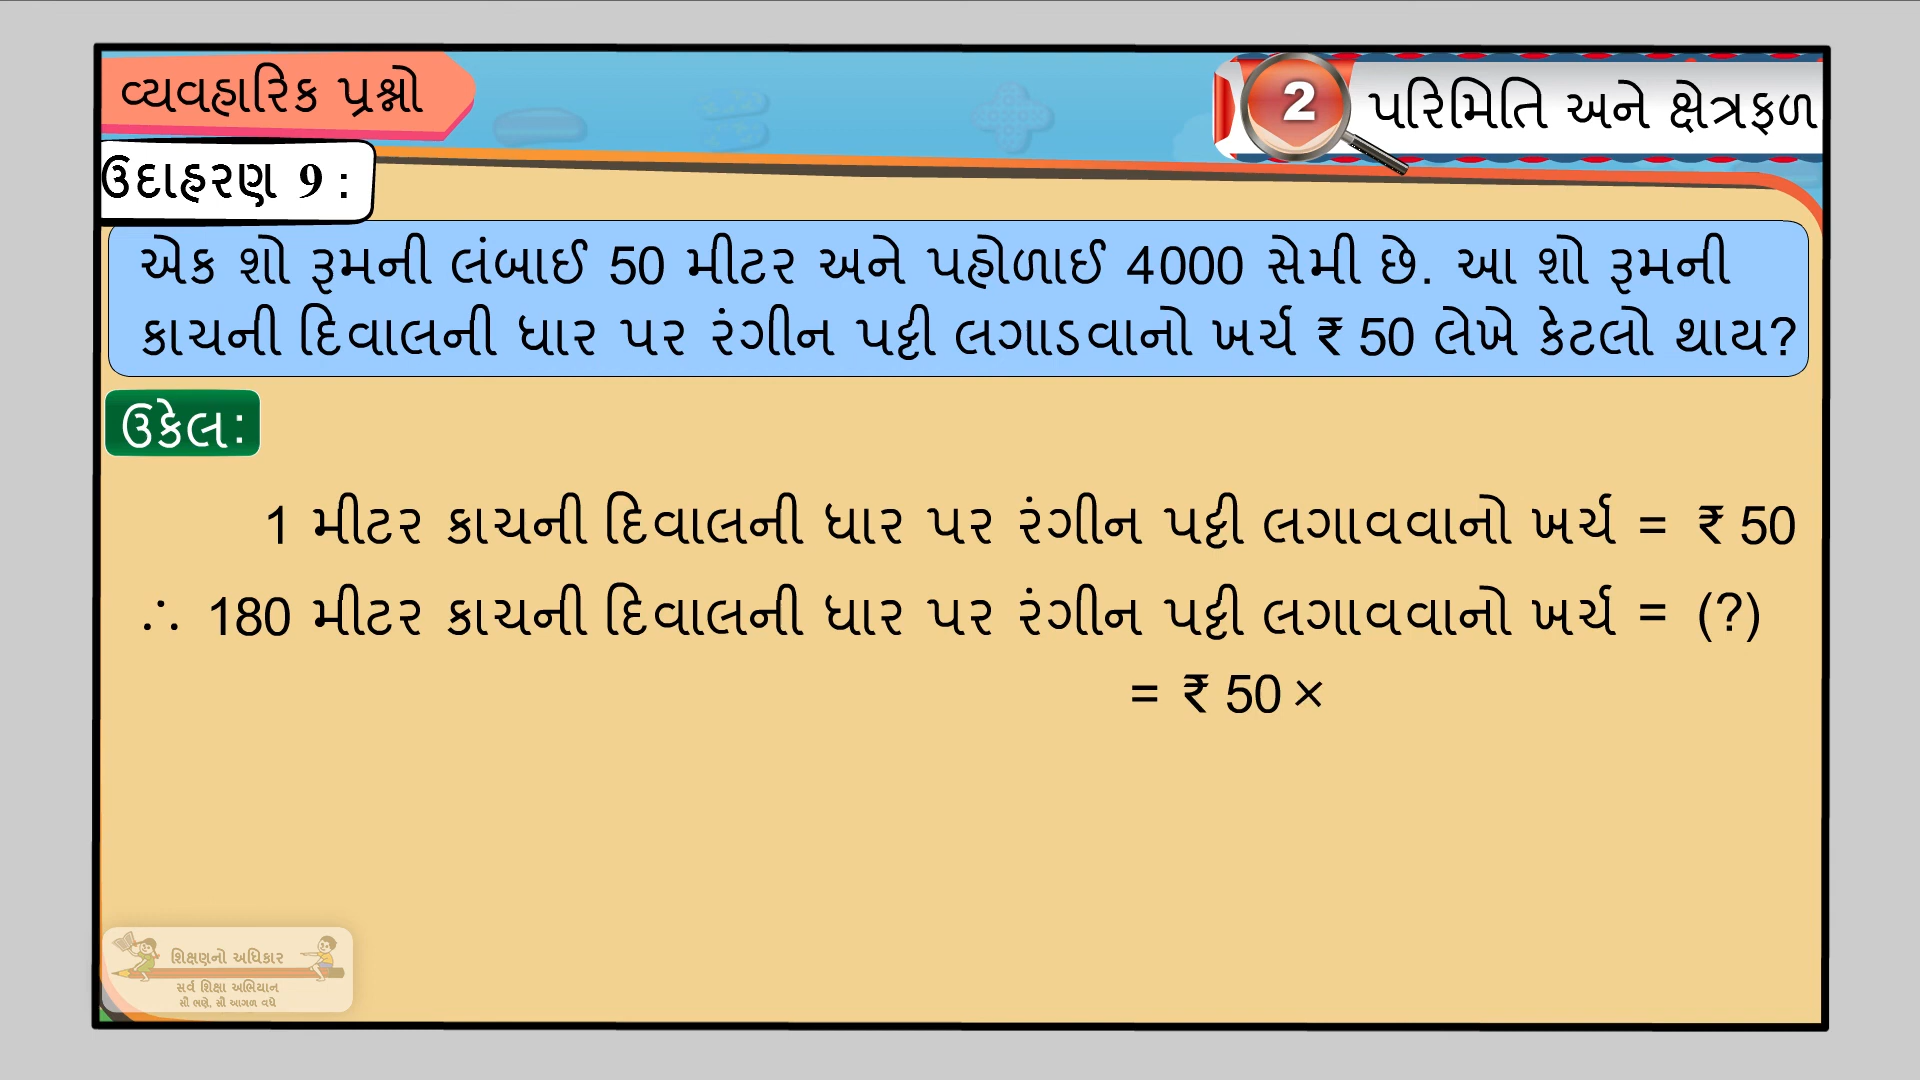 વ્યવહારિક પ્રશ્નો
2 પરિમિતિ અને ક્ષેત્રફળ
ઉદાહરણ 9 :
એક શો રૂમની લંબાઈ 50 મીટર અને પહોળાઈ 4000 સેમી છે. આ શો રૂમની
કાચની દિવાલની ધાર પર રંગીન પટ્ટી લગાડવાનો ખર્ચ ₹ 50 લેખે કેટલો થાય?
ઉકેલ:
1 મીટર કાચની દિવાલની ધાર પર રંગીન પટ્ટી લગાવવાનો ખર્ચ = ₹ 50
∴ 180 મીટર કાચની દિવાલની ધાર પર રંગીન પટ્ટી લગાવવાનો ખર્ચ = (?)
= ₹ 50 ×
શિક્ષણનો અધિકાર
સર્વ શિક્ષા અભિયાન
સૌ ભણે, સૌ આગળ વધે